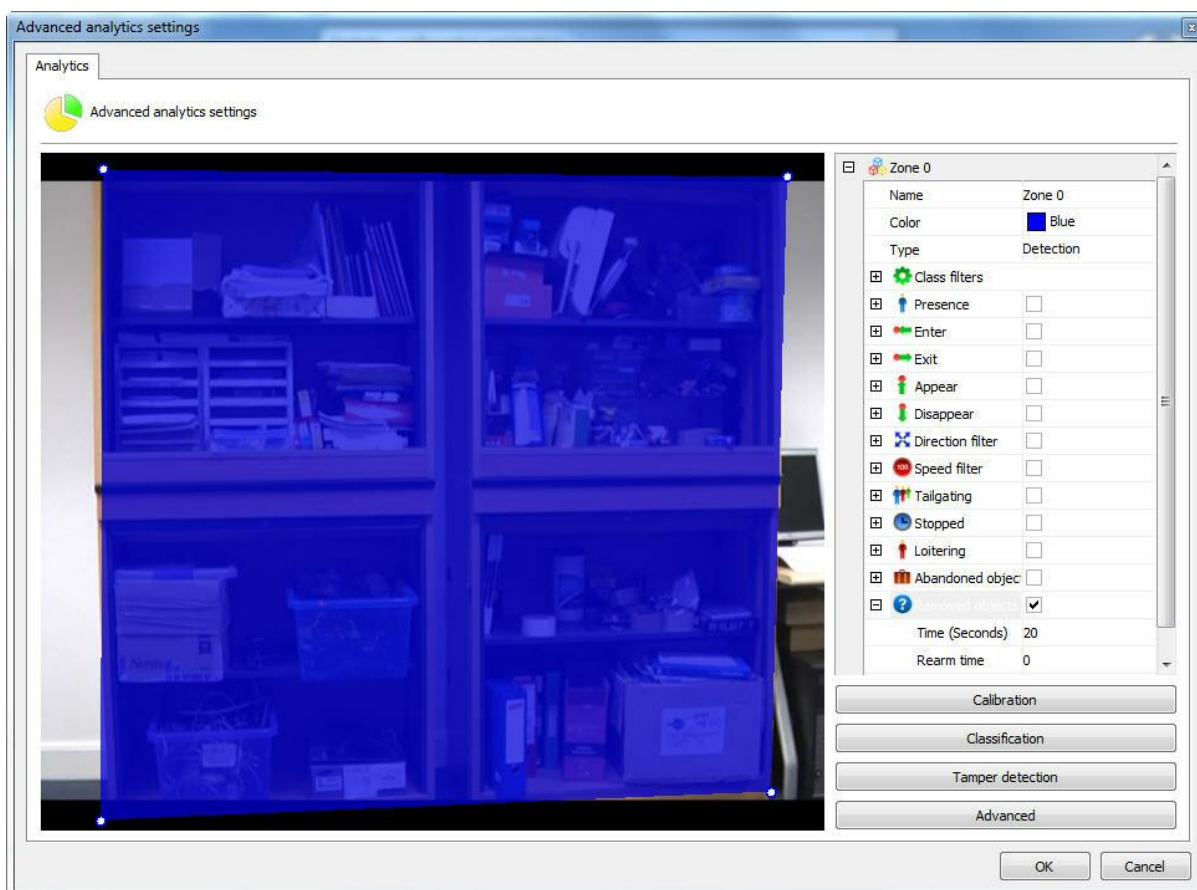 Advanced analytics settings
Analytics
Advanced analytics settings
Zone 0
Name Zone 0
Color Blue
Type Detection
Class filters
Presence
Enter
Exit
Appear
Disappear
Direction filter
100 Speed filter
Tailgating
Stopped
Loitering
Abandoned objec
? Removed objects
Time (Seconds) 20
Rearm time 0
Calibration
Classification
Tamper detection
Advanced
OK Cancel